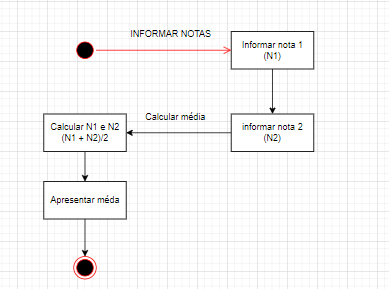 INFORMAR NOTAS
Informar nota 1
(N1)
Calcular N1 e N2
(N1 + N2)/2
Calcular média
informar nota 2
(N2)
Apresentar méda